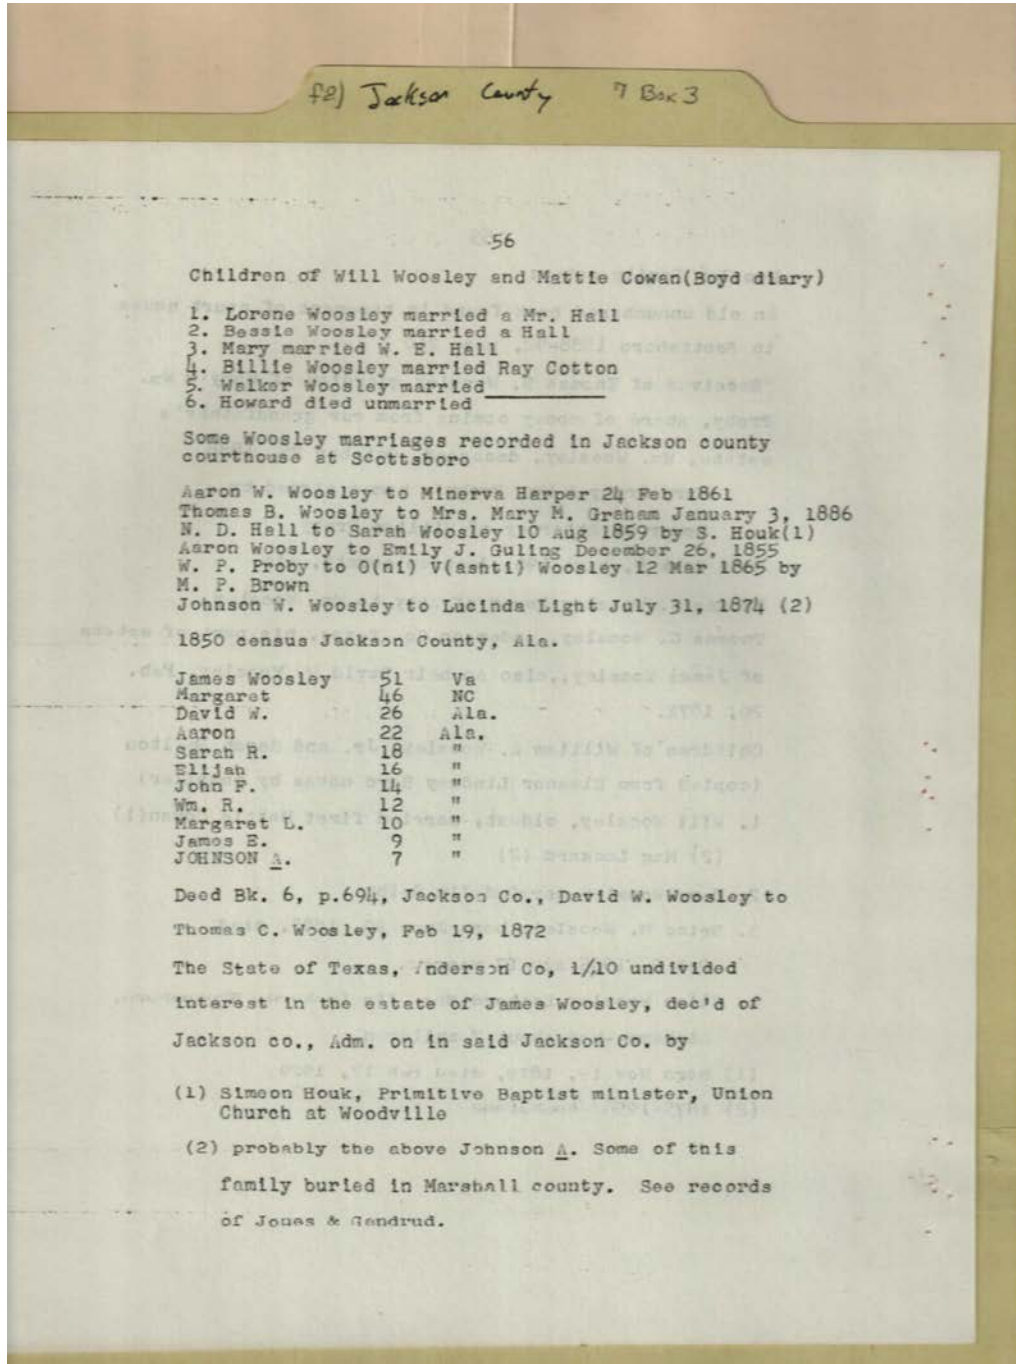 f2) Jackson County 7 Box 3
56
Children of Will Woosley and Mattie Cowan(Boyd diary)
1. Lorene Woosley married a Mr. Hall
2. Bessie Woosley married a Hall
3. Mary married W. E. Hall
4. Billie Woosley married Ray Cotton
5. Walker Woosley married
6. Howard died unmarried
Some Woosley marriages recorded in Jackson county
courthouse at Scottsboro
Aaron W. Woosley to Minerva Harper 24 Feb 1861
Thomas B. Woosley to Mrs. Mary M. Graham January 3, 1886
N. D. Hall to Sarah Woosley 10 Aug 1859 by S. Houk(1)
Aaron Woosley to Emily J. Guling December 26, 1855
W. P. Proby to O(ni) V(ashti) Woosley 12 Mar 1865 by
M. P. Brown
Johnson W. Woosley to Lucinda Light July 31, 1874 (2)
1850 census Jackson County, Ala.
James Woosley 51 Va
Margaret 46 NC
David W. 26 Ala.
Aaron 22 Ala.
Sarah R. 18 "
Elijah 16 "
John F. 14 "
Wm. R. 12 "
Margaret L. 10 "
James E. 9 "
JOHNSON A. 7 "
Deed Bk. 6, p.694, Jackson Co., David W. Woosley to
Thomas C. Woosley, Feb 19, 1872
The State of Texas, Anderson Co, 1/10 undivided
interest in the estate of James Woosley, dec'd of
Jackson co., Adm. on in said Jackson Co. by
(1) Simeon Houk, Primitive Baptist minister, Union
Church at Woodville
(2) probably the above Johnson A. Some of this
family buried in Marshall county. See records
of Jones & Gandrud.